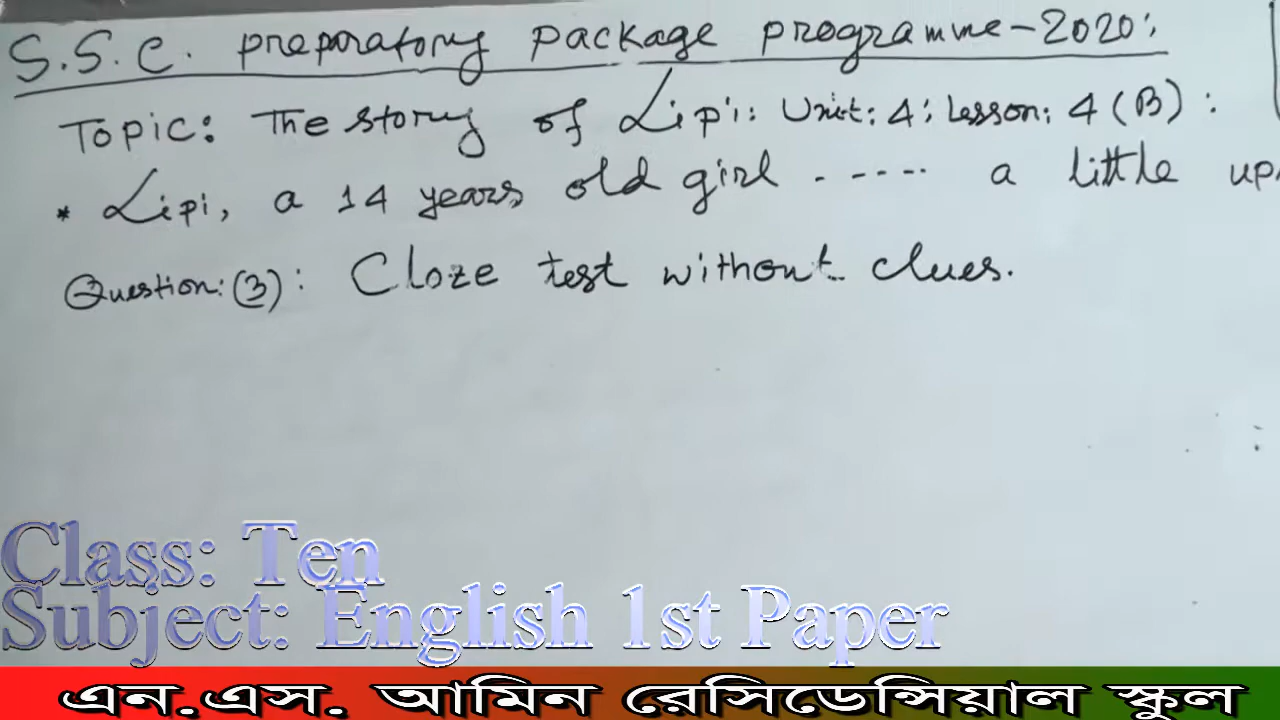 S.S.C. preparatory package programme-2020:
Topic: The story of Lipi: Unit: 4: Lesson: 4 (B):
* Lipi, a 14 years old girl ...... a little up
Question: (3): Cloze test without clues.
Class: Ten
Subject: English 1st Paper
এন.এস. আমিন রেসিডেন্সিয়াল স্কুল